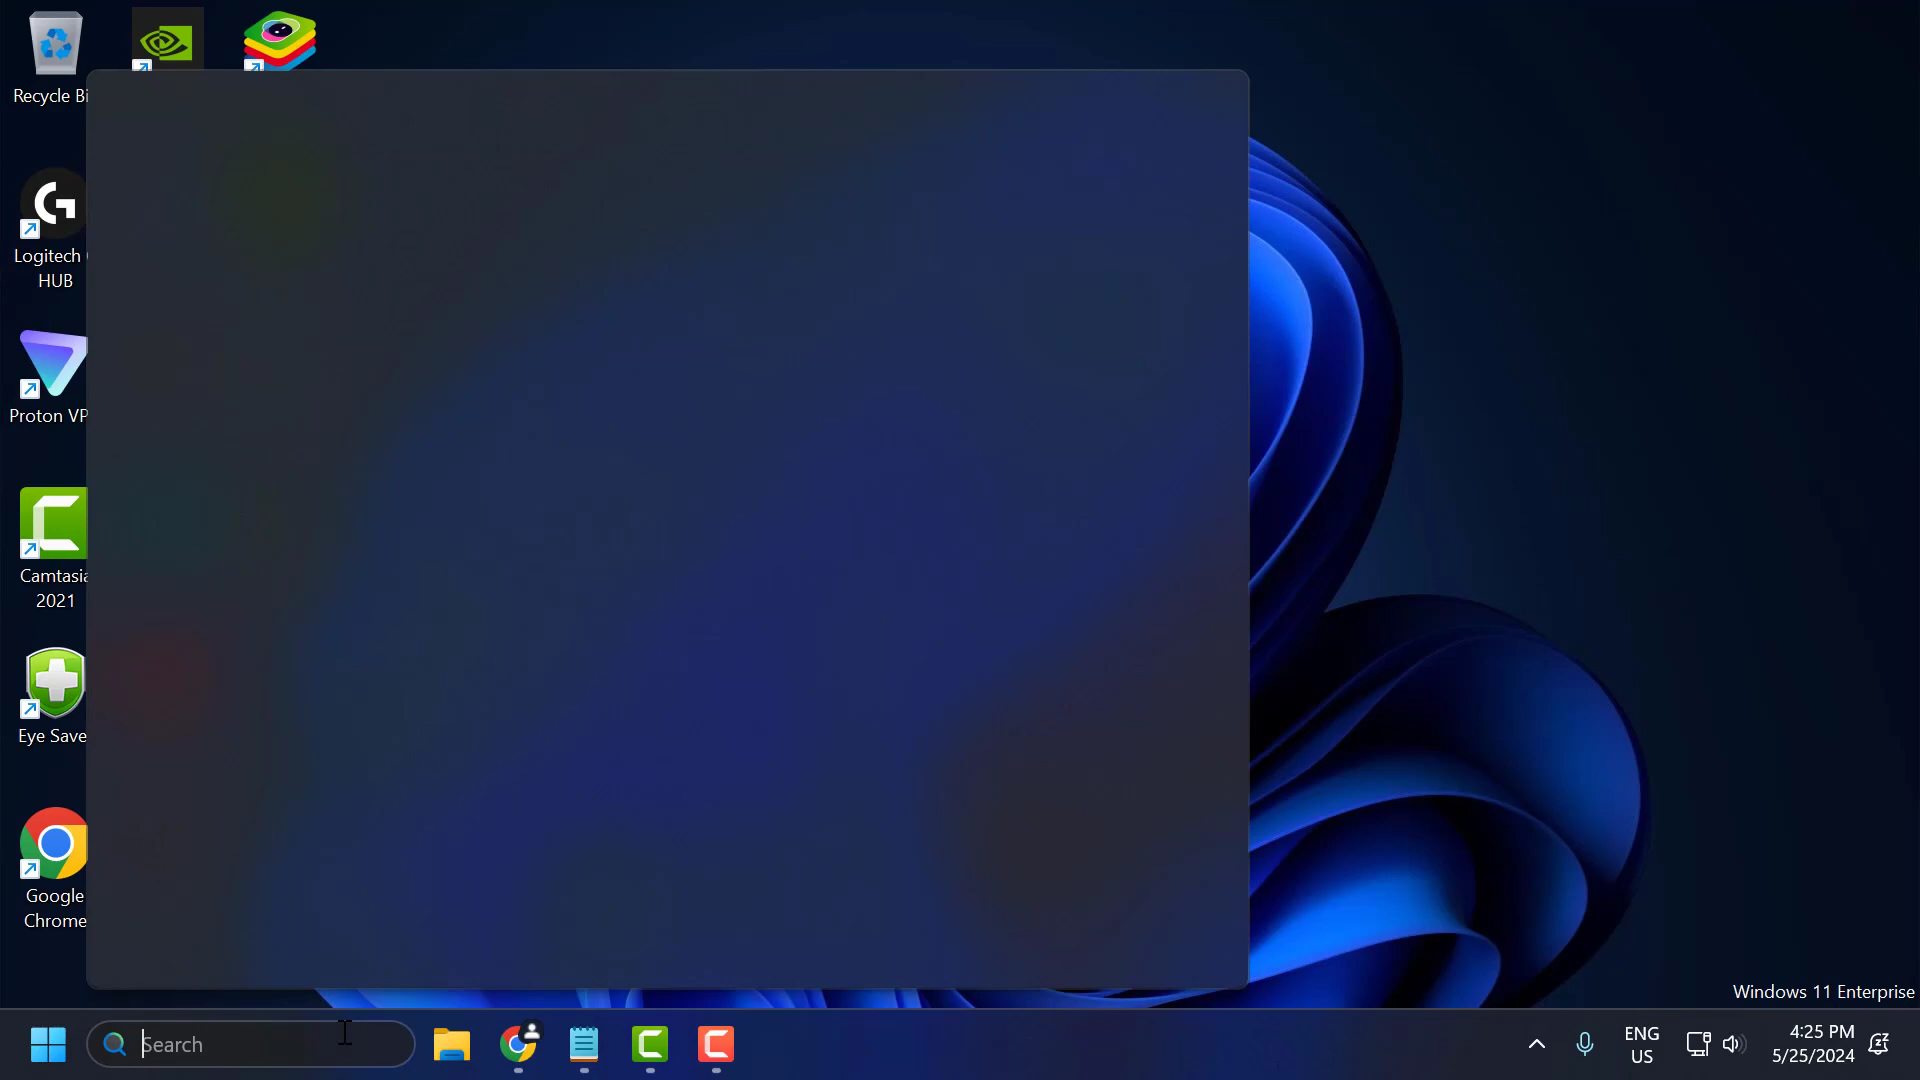 Recycle Bi
Logitech
HUB
Proton VP
Camtasia
2021
Eye Save
Google
Chrome
Windows 11 Enterprise
Search
ENG
US
4:25 PM
5/25/2024